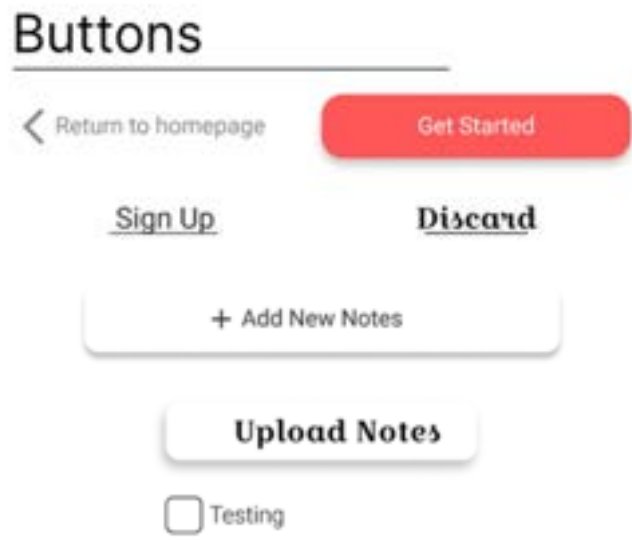 Buttons
Return to homepage
Get Started
Sign Up
Discard
+ Add New Notes
Upload Notes
Testing